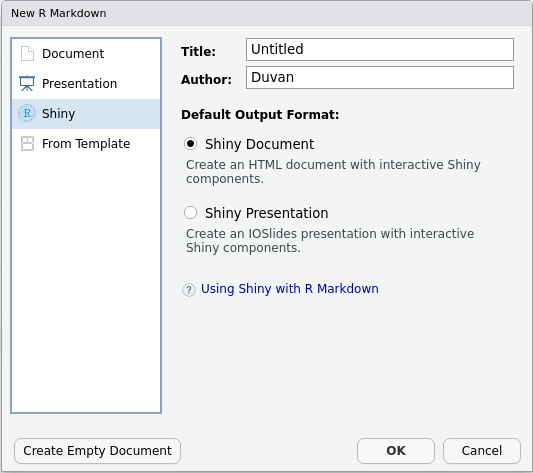 New R Markdown
Document
Presentation
Shiny
From Template
Title: Untitled
Author: Duvan
Default Output Format:
Shiny Document
Create an HTML document with interactive Shiny
components.
Shiny Presentation
Create an IOSlides presentation with interactive
Shiny components.
? Using Shiny with R Markdown
Create Empty Document
OK
Cancel